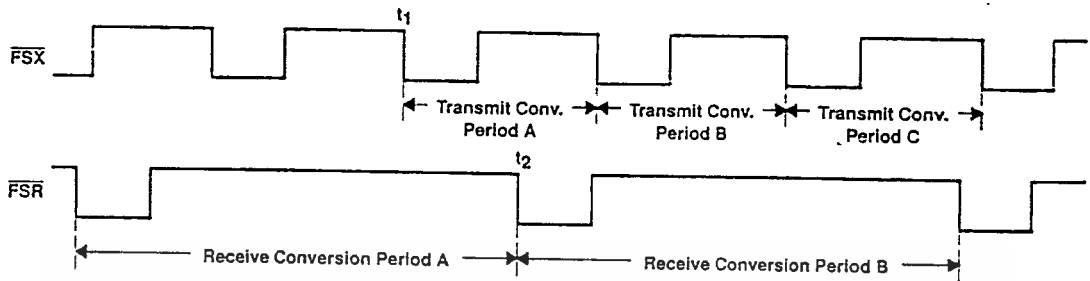 t1
FSX
Transmit Conv. Period A
Transmit Conv. Period B
Transmit Conv. Period C
t2
FSR
Receive Conversion Period A
Receive Conversion Period B